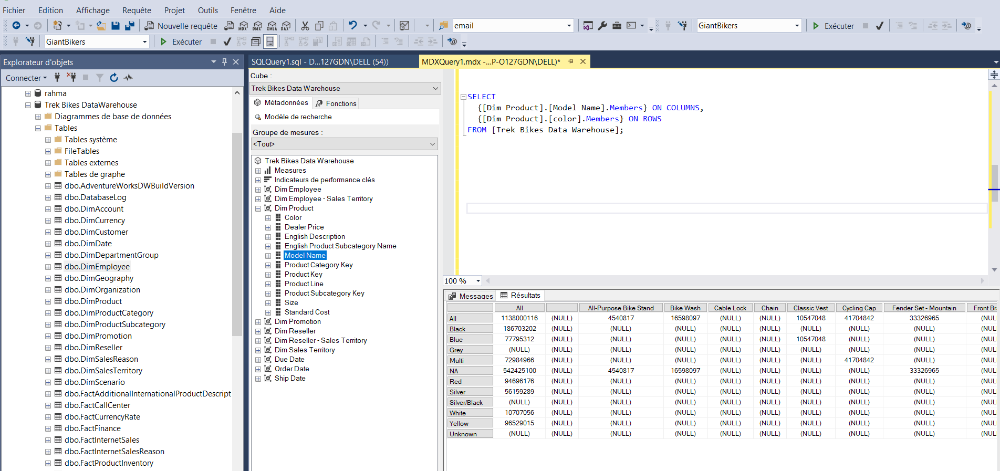 Fichier Edition Affichage Requête Projet Outils Fenêtre Aide
Nouvelle requête MDX DMX XMLA DAX email GiantBikers Exécuter
GiantBikers Exécuter
Explorateur d'objets
Connecter
rahma
Trek Bikes DataWarehouse
Diagrammes de base de données
Tables
Tables système
FileTables
Tables externes
Tables de graphe
dbo.AdventureWorksDWBuildVersion
dbo.DatabaseLog
dbo.DimAccount
dbo.DimCurrency
dbo.DimCustomer
dbo.DimDate
dbo.DimDepartmentGroup
dbo.DimEmployee
dbo.DimGeography
dbo.DimOrganization
dbo.DimProduct
dbo.DimProductCategory
dbo.DimProductSubcategory
dbo.DimPromotion
dbo.DimReseller
dbo.DimSalesReason
dbo.DimSalesTerritory
dbo.DimScenario
dbo.FactAdditionalInternationalProductDescript
dbo.FactCallCenter
dbo.FactCurrencyRate
dbo.FactFinance
dbo.FactInternetSales
dbo.FactInternetSalesReason
dbo.FactProductInventory
SQLQuery1.sql - D...127GDN\DELL (54)) MDXQuery1.mdx -...P-O127GDN\DELL)*
Cube :
Trek Bikes Data Warehouse
Métadonnées Fonctions
Modèle de recherche
Groupe de mesures :
<Tout>
Trek Bikes Data Warehouse
Measures
Indicateurs de performance clés
Dim Employee
Dim Employee - Sales Territory
Dim Product
Color
Dealer Price
English Description
English Product Subcategory Name
Model Name
Product Category Key
Product Key
Product Line
Product Subcategory Key
Size
Standard Cost
Dim Promotion
Dim Reseller
Dim Reseller - Sales Territory
Dim Sales Territory
Due Date
Order Date
Ship Date
SELECT
{[Dim Product].[Model Name].Members} ON COLUMNS,
{[Dim Product].[color].Members} ON ROWS
FROM [Trek Bikes Data Warehouse];
100 %
Messages Résultats
All All-Purpose Bike Stand Bike Wash Cable Lock Chain Classic Vest Cycling Cap Fender Set - Mountain Front Br
All 1138000116 (NULL) 4540817 16598097 (NULL) (NULL) 10547048 41704842 33326965 (NUL
Black 186703202 (NULL) (NULL) (NULL) (NULL) (NULL) (NULL) (NULL) (NULL) (NUL
Blue 77795312 (NULL) (NULL) (NULL) (NULL) (NULL) 10547048 (NULL) (NULL) (NUL
Grey (NULL) (NULL) (NULL) (NULL) (NULL) (NULL) (NULL) (NULL) (NULL) (NUL
Multi 72984966 (NULL) (NULL) (NULL) (NULL) (NULL) (NULL) 41704842 (NULL) (NUL
NA 542425100 (NULL) 4540817 16598097 (NULL) (NULL) (NULL) (NULL) 33326965 (NUL
Red 94696176 (NULL) (NULL) (NULL) (NULL) (NULL) (NULL) (NULL) (NULL) (NUL
Silver 56159289 (NULL) (NULL) (NULL) (NULL) (NULL) (NULL) (NULL) (NULL) (NUL
Silver/Black (NULL) (NULL) (NULL) (NULL) (NULL) (NULL) (NULL) (NULL) (NULL) (NUL
White 10707056 (NULL) (NULL) (NULL) (NULL) (NULL) (NULL) (NULL) (NULL) (NUL
Yellow 96529015 (NULL) (NULL) (NULL) (NULL) (NULL) (NULL) (NULL) (NULL) (NUL
Unknown (NULL) (NULL) (NULL) (NULL) (NULL) (NULL) (NULL) (NULL) (NULL) (NUL